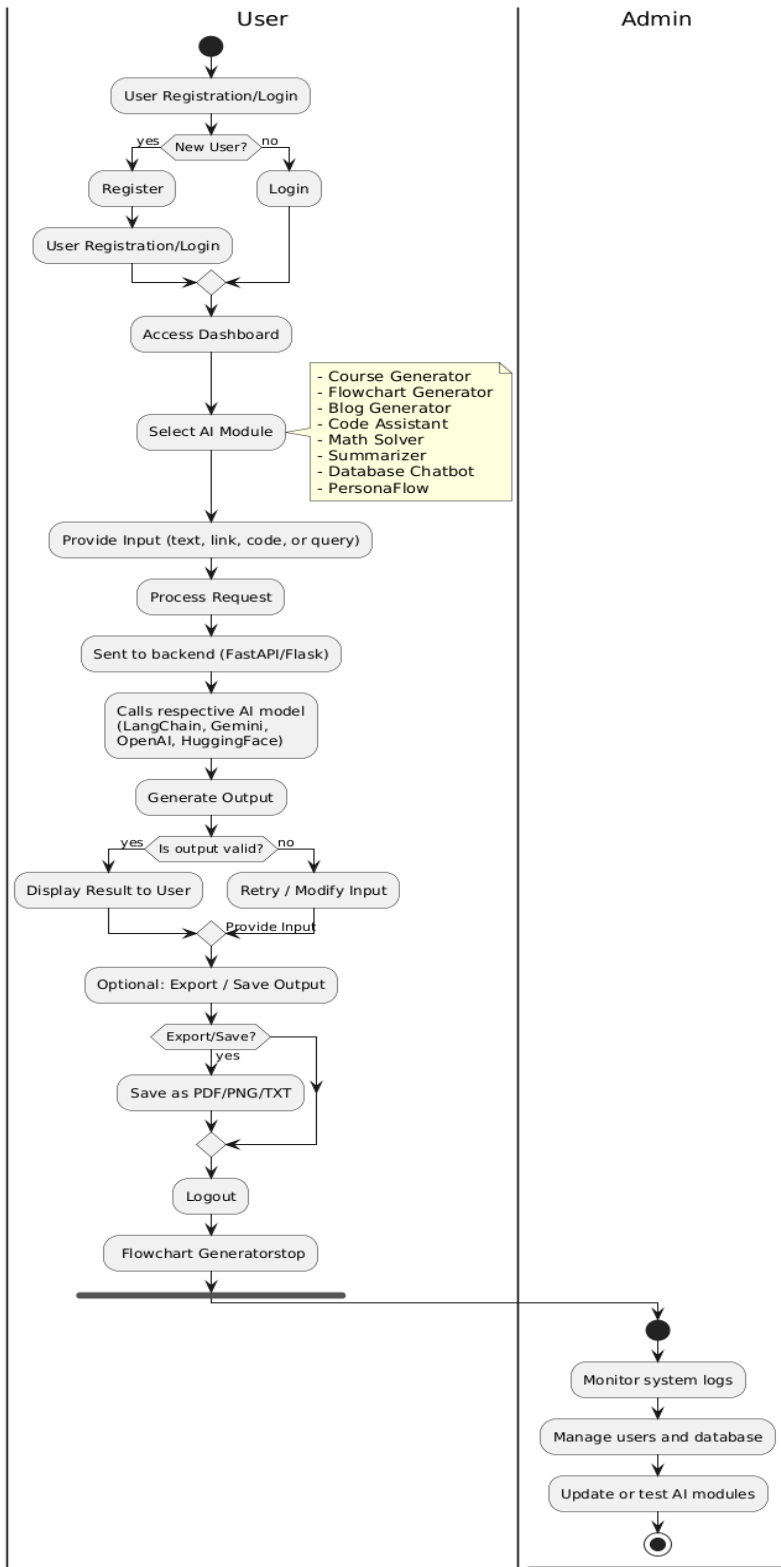 User
Admin
User Registration/Login
yes
New User?
no
Register
Login
User Registration/Login
Access Dashboard
- Course Generator
- Flowchart Generator
- Blog Generator
- Code Assistant
- Math Solver
- Summarizer
- Database Chatbot
- PersonaFlow
Select AI Module
Provide Input (text, link, code, or query)
Process Request
Sent to backend (FastAPI/Flask)
Calls respective AI model
(LangChain, Gemini,
OpenAI, HuggingFace)
Generate Output
yes
Is output valid?
no
Display Result to User
Retry / Modify Input
Provide Input
Optional: Export / Save Output
Export/Save?
yes
Save as PDF/PNG/TXT
Logout
Flowchart Generatorstop
Monitor system logs
Manage users and database
Update or test AI modules